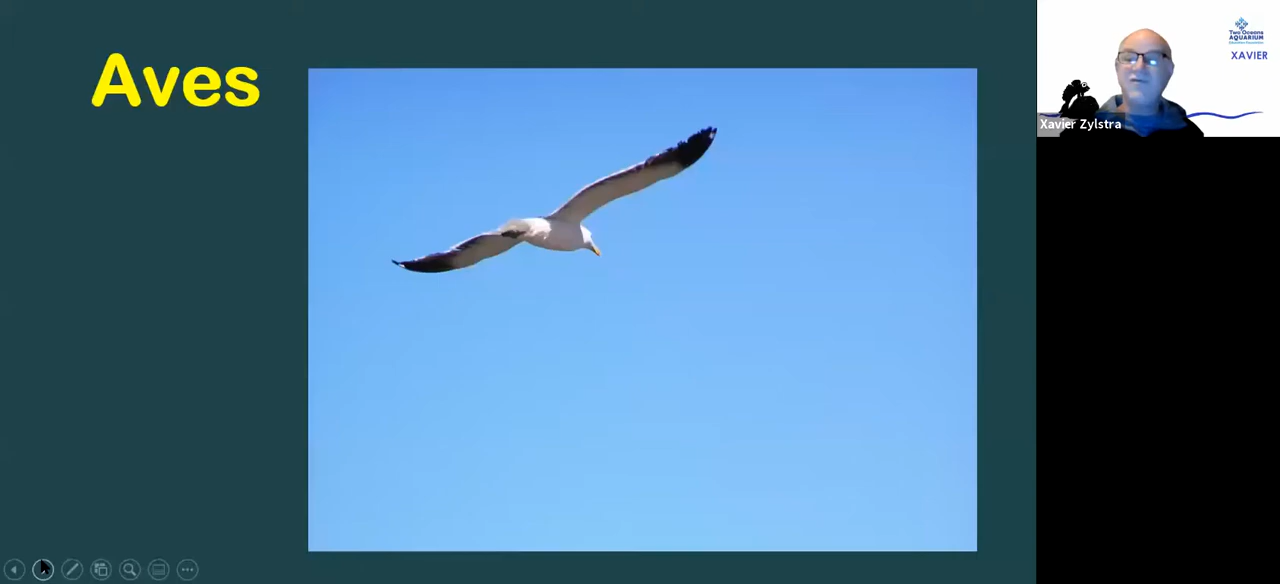 Aves
Two Oceans
AQUARIUM
XAVIER
Xavier Zylstra